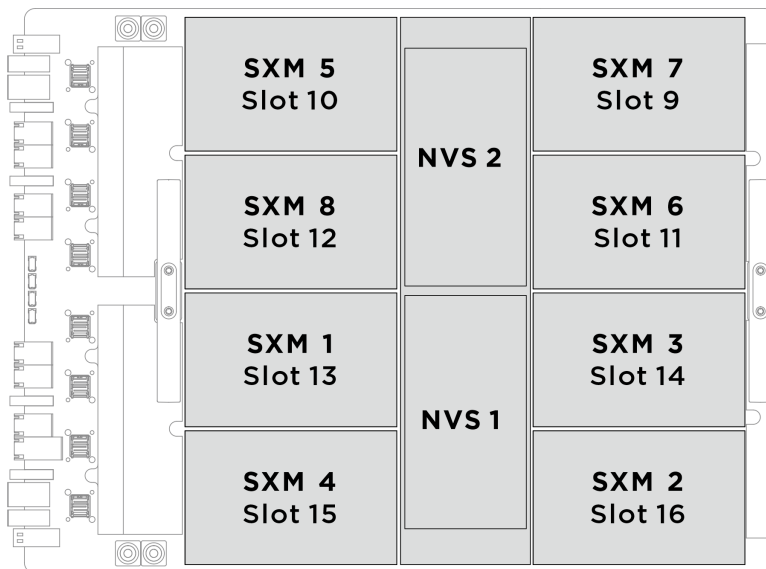 SXM 5
Slot 10
SXM 7
Slot 9
NVS 2
SXM 8
Slot 12
SXM 6
Slot 11
SXM 1
Slot 13
SXM 3
Slot 14
NVS 1
SXM 4
Slot 15
SXM 2
Slot 16